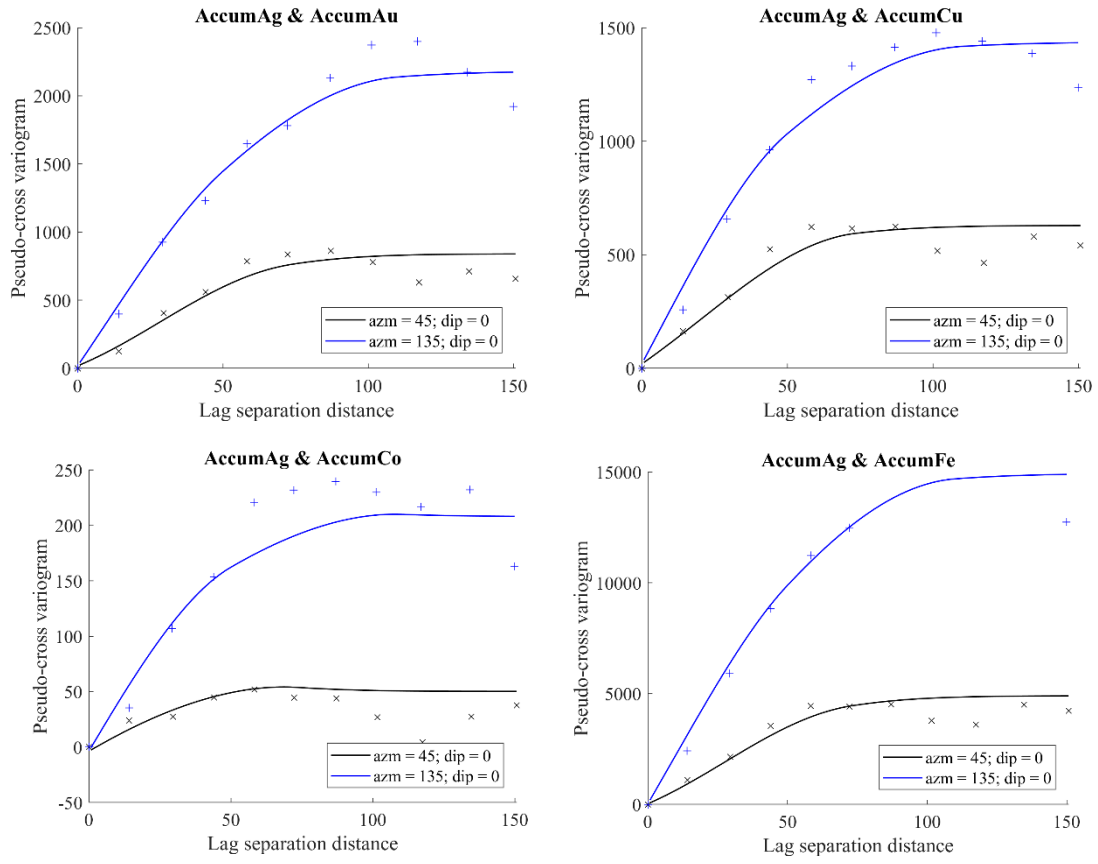 AccumAg & AccumAu
2500
2000
1500
1000
500
0
Pseudo-cross variogram
azm = 45; dip = 0
azm = 135; dip = 0
0
50
100
150
Lag separation distance
AccumAg & AccumCu
1500
1000
500
0
Pseudo-cross variogram
azm = 45; dip = 0
azm = 135; dip = 0
0
50
100
150
Lag separation distance
AccumAg & AccumCo
250
200
150
100
50
0
-50
Pseudo-cross variogram
azm = 45; dip = 0
azm = 135; dip = 0
0
50
100
150
Lag separation distance
AccumAg & AccumFe
15000
10000
5000
0
Pseudo-cross variogram
azm = 45; dip = 0
azm = 135; dip = 0
0
50
100
150
Lag separation distance